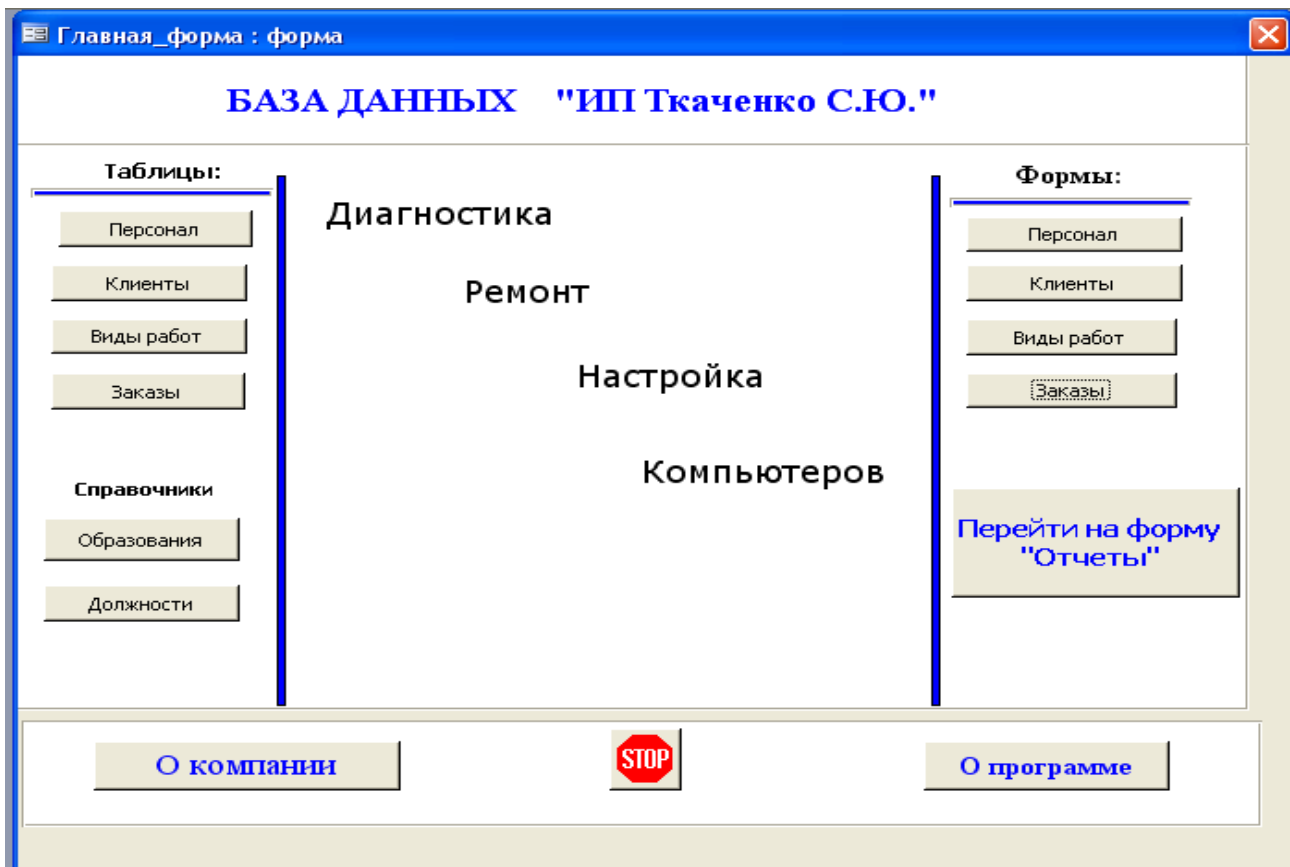 Главная_форма : форма
БАЗА ДАННЫХ "ИП Ткаченко С.Ю."
Таблицы:
Персонал
Клиенты
Виды работ
Заказы
Справочники
Образования
Должности
Диагностика
Ремонт
Настройка
Компьютеров
Формы:
Персонал
Клиенты
Виды работ
Заказы
Перейти на форму
"Отчеты"
О компании
STOP
О программе